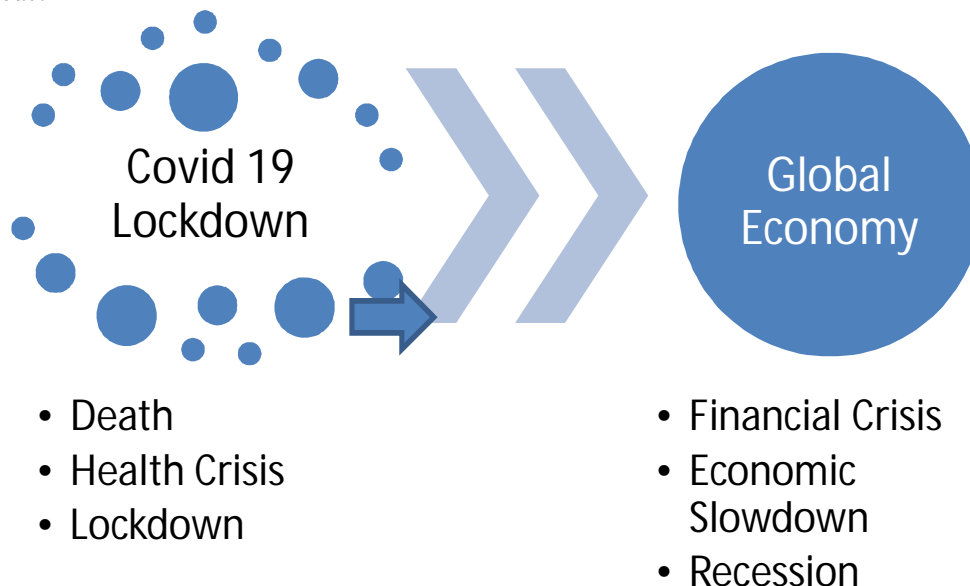 Covid 19
Lockdown
Global
Economy
• Death
• Health Crisis
• Lockdown
• Financial Crisis
• Economic
Slowdown
• Recession